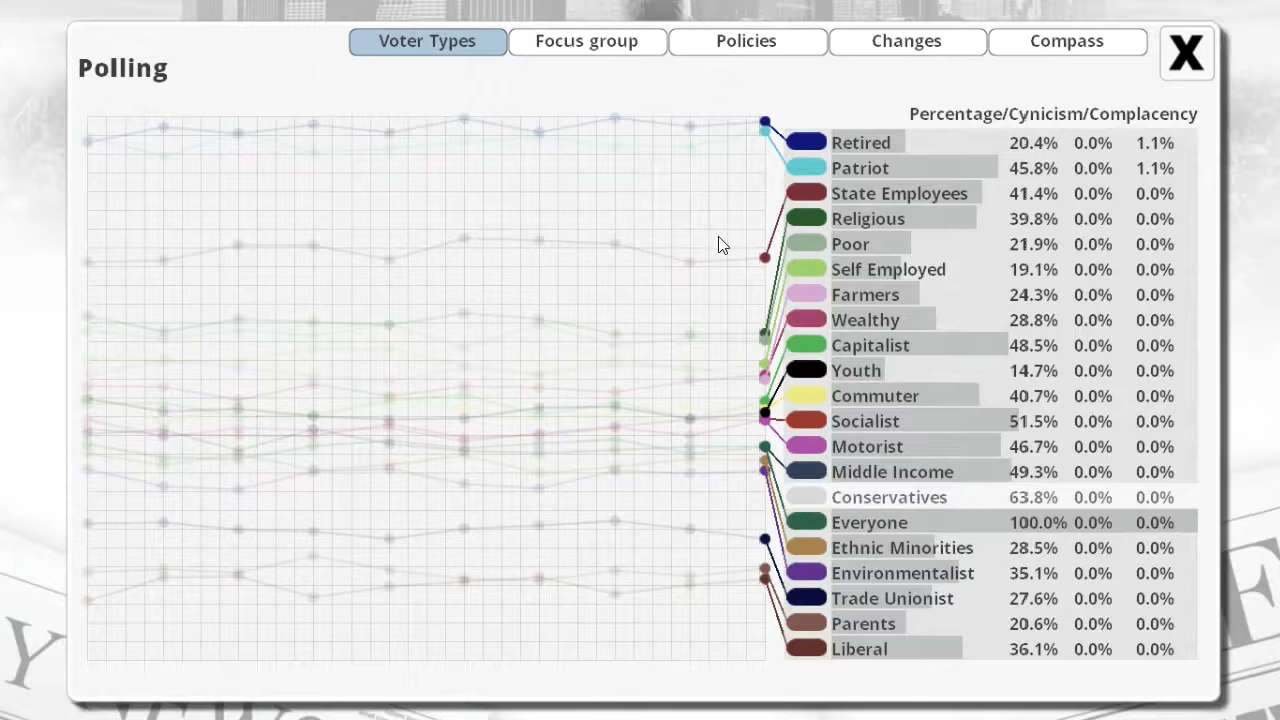 Voter Types Focus group Policies Changes Compass X
Polling
Percentage/Cynicism/Complacency
Retired 20.4% 0.0% 1.1%
Patriot 45.8% 0.0% 1.1%
State Employees 41.4% 0.0% 0.0%
Religious 39.8% 0.0% 0.0%
Poor 21.9% 0.0% 0.0%
Self Employed 19.1% 0.0% 0.0%
Farmers 24.3% 0.0% 0.0%
Wealthy 28.8% 0.0% 0.0%
Capitalist 48.5% 0.0% 0.0%
Youth 14.7% 0.0% 0.0%
Commuter 40.7% 0.0% 0.0%
Socialist 51.5% 0.0% 0.0%
Motorist 46.7% 0.0% 0.0%
Middle Income 49.3% 0.0% 0.0%
Conservatives 63.8% 0.0% 0.0%
Everyone 100.0% 0.0% 0.0%
Ethnic Minorities 28.5% 0.0% 0.0%
Environmentalist 35.1% 0.0% 0.0%
Trade Unionist 27.6% 0.0% 0.0%
Parents 20.6% 0.0% 0.0%
Liberal 36.1% 0.0% 0.0%